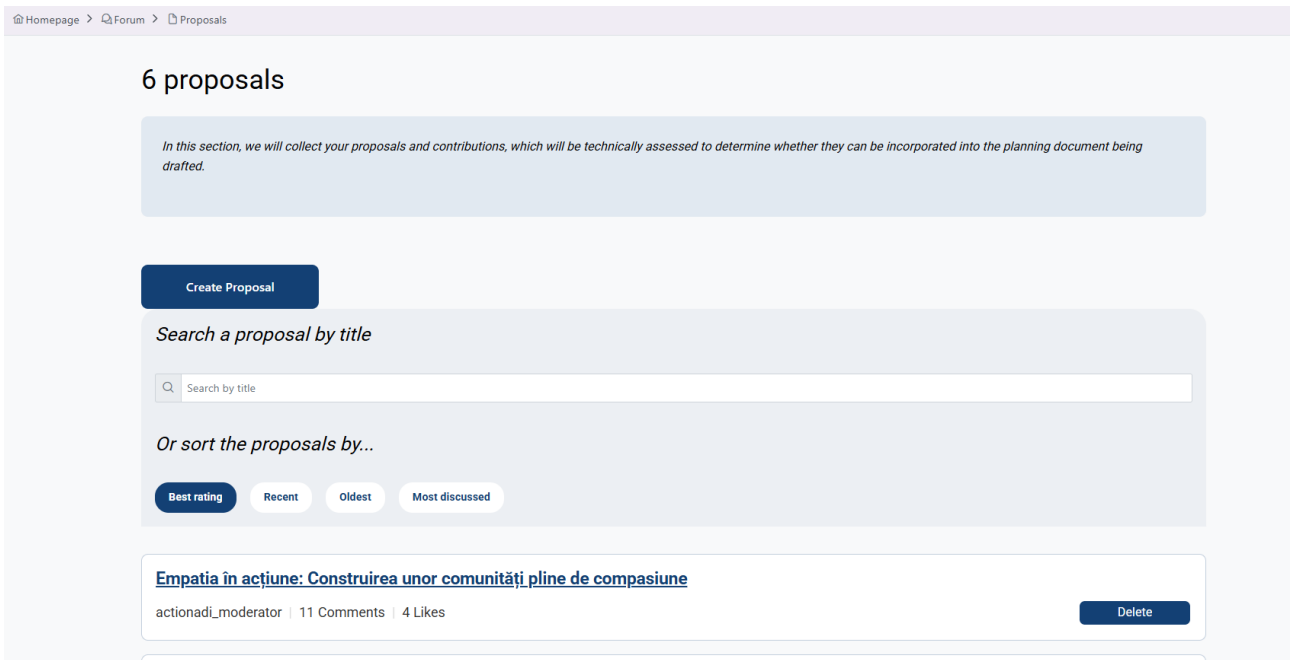 Homepage > Forum > Proposals
6 proposals
In this section, we will collect your proposals and contributions, which will be technically assessed to determine whether they can be incorporated into the planning document being
drafted.
Create Proposal
Search a proposal by title
Search by title
Or sort the proposals by...
Best rating Recent Oldest Most discussed
Empatia în acțiune: Construirea unor comunități pline de compasiune
actionadi_moderator | 11 Comments | 4 Likes
Delete